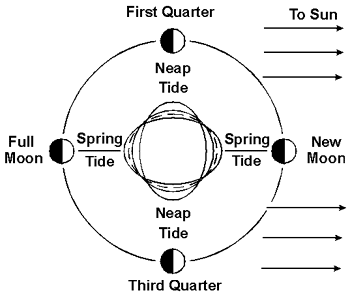 First Quarter
To Sun
Neap
Tide
Full
Moon
Spring
Tide
Spring
Tide
New
Moon
Neap
Tide
Third Quarter